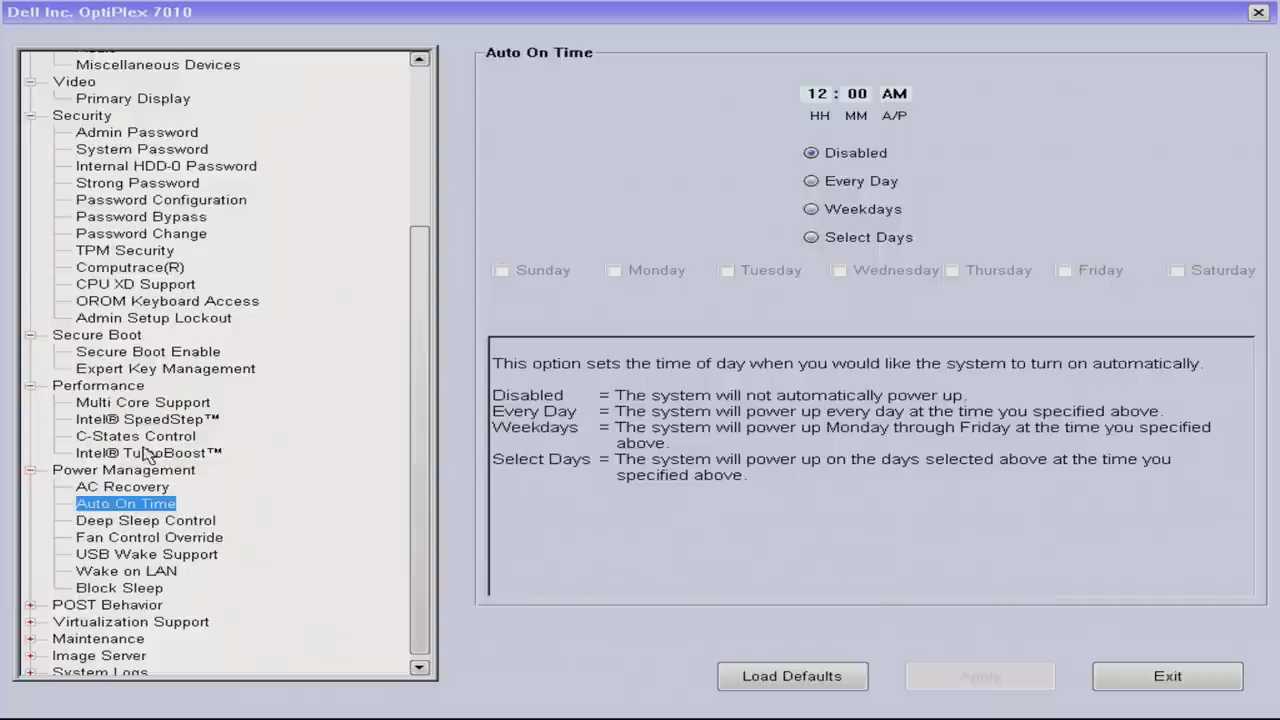 Dell Inc. OptiPlex 7010
Miscellaneous Devices
Video
Primary Display
Security
Admin Password
System Password
Internal HDD-0 Password
Strong Password
Password Configuration
Password Bypass
Password Change
TPM Security
Computrace(R)
CPU XD Support
OROM Keyboard Access
Admin Setup Lockout
Secure Boot
Secure Boot Enable
Expert Key Management
Performance
Multi Core Support
Intel® SpeedStep™
C-States Control
Intel® TurboBoost™
Power Management
AC Recovery
Auto On Time
Deep Sleep Control
Fan Control Override
USB Wake Support
Wake on LAN
Block Sleep
POST Behavior
Virtualization Support
Maintenance
Image Server
System Logs
Auto On Time
12 : 00 AM
HH MM A/P
Disabled
Every Day
Weekdays
Select Days
Sunday Monday Tuesday Wednesday Thursday Friday Saturday
This option sets the time of day when you would like the system to turn on automatically.
Disabled = The system will not automatically power up.
Every Day = The system will power up every day at the time you specified above.
Weekdays = The system will power up Monday through Friday at the time you specified
above.
Select Days = The system will power up on the days selected above at the time you
specified above.
Load Defaults Apply Exit